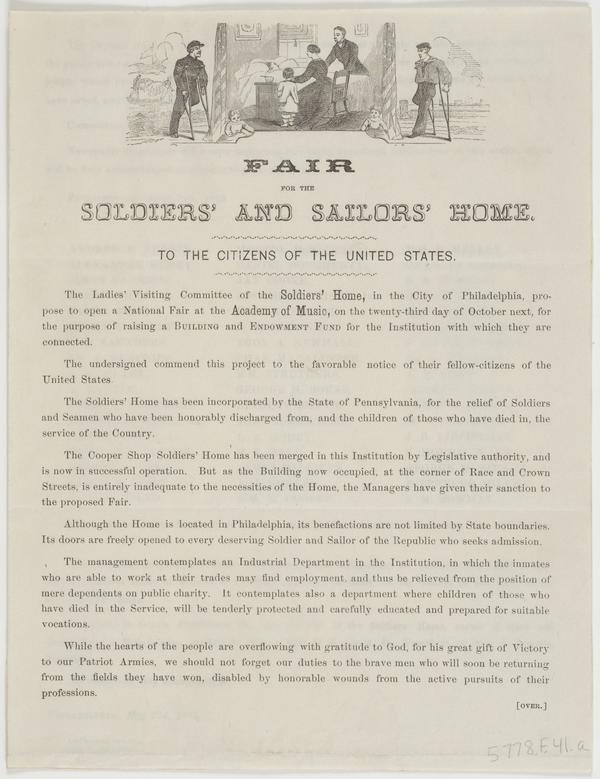 FAIR
FOR THE
SOLDIERS' AND SAILORS' HOME.
TO THE CITIZENS OF THE UNITED STATES.
The Ladies' Visiting Committee of the Soldiers' Home, in the City of Philadelphia, pro-
pose to open a National Fair at the Academy of Music, on the twenty-third day of October next, for
the purpose of raising a BUILDING and ENDOWMENT FUND for the Institution with which they are
connected.
The undersigned commend this project to the favorable notice of their fellow-citizens of the
United States
The Soldiers' Home has been incorporated by the State of Pennsylvania, for the relief of Soldiers
and Seamen who have been honorably discharged from, and the children of those who have died in, the
service of the Country.
The Cooper Shop Soldiers' Home has been merged in this Institution by Legislative authority, and
is now in successful operation. But as the Building now occupied, at the corner of Race and Crown
Streets, is entirely inadequate to the necessities of the Home, the Managers have given their sanction to
the proposed Fair.
Although the Home is located in Philadelphia, its benefactions are not limited by State boundaries.
Its doors are freely opened to every deserving Soldier and Sailor of the Republic who seeks admission.
The management contemplates an Industrial Department in the Institution, in which the inmates
who are able to work at their trades may find employment, and thus be relieved from the position of
mere dependents on public charity. It contemplates also a department where children of those who
have died in the Service, will be tenderly protected and carefully educated and prepared for suitable
vocations.
While the hearts of the people are overflowing with gratitude to God, for his great gift of Victory
to our Patriot Armies, we should not forget our duties to the brave men who will soon be returning
from the fields they have won, disabled by honorable wounds from the active pursuits of their
professions.
[OVER.]
5778.F.41.a